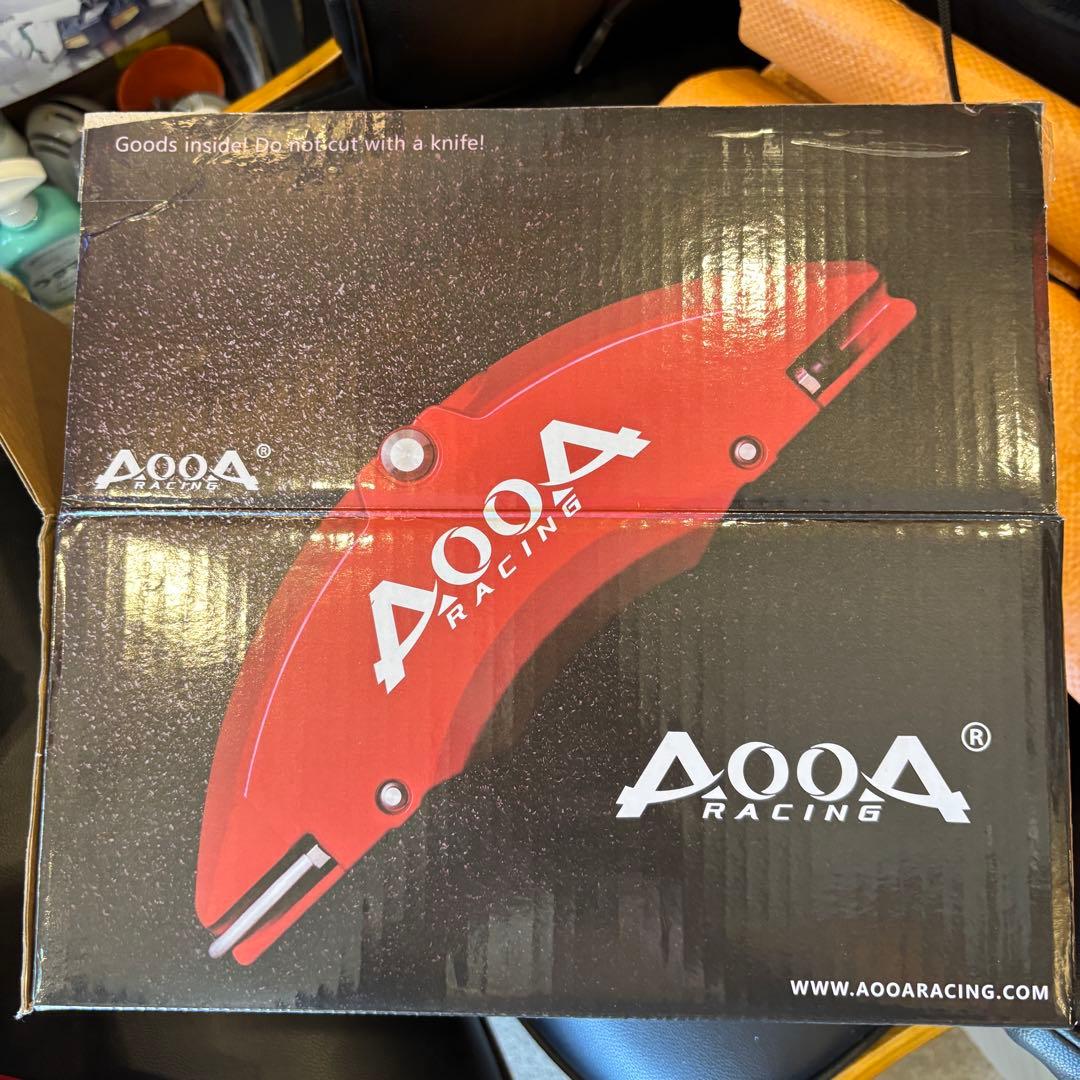 Goods inside! Do not cut with a knife!
AOOA®
RACING
AOOA
RACING
AOOA®
RACING
WWW.AOOARACING.COM